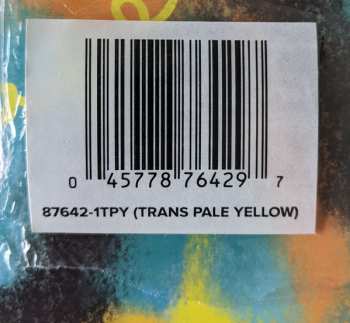 0 45778 76429 7
87642-1TPY (TRANS PALE YELLOW)